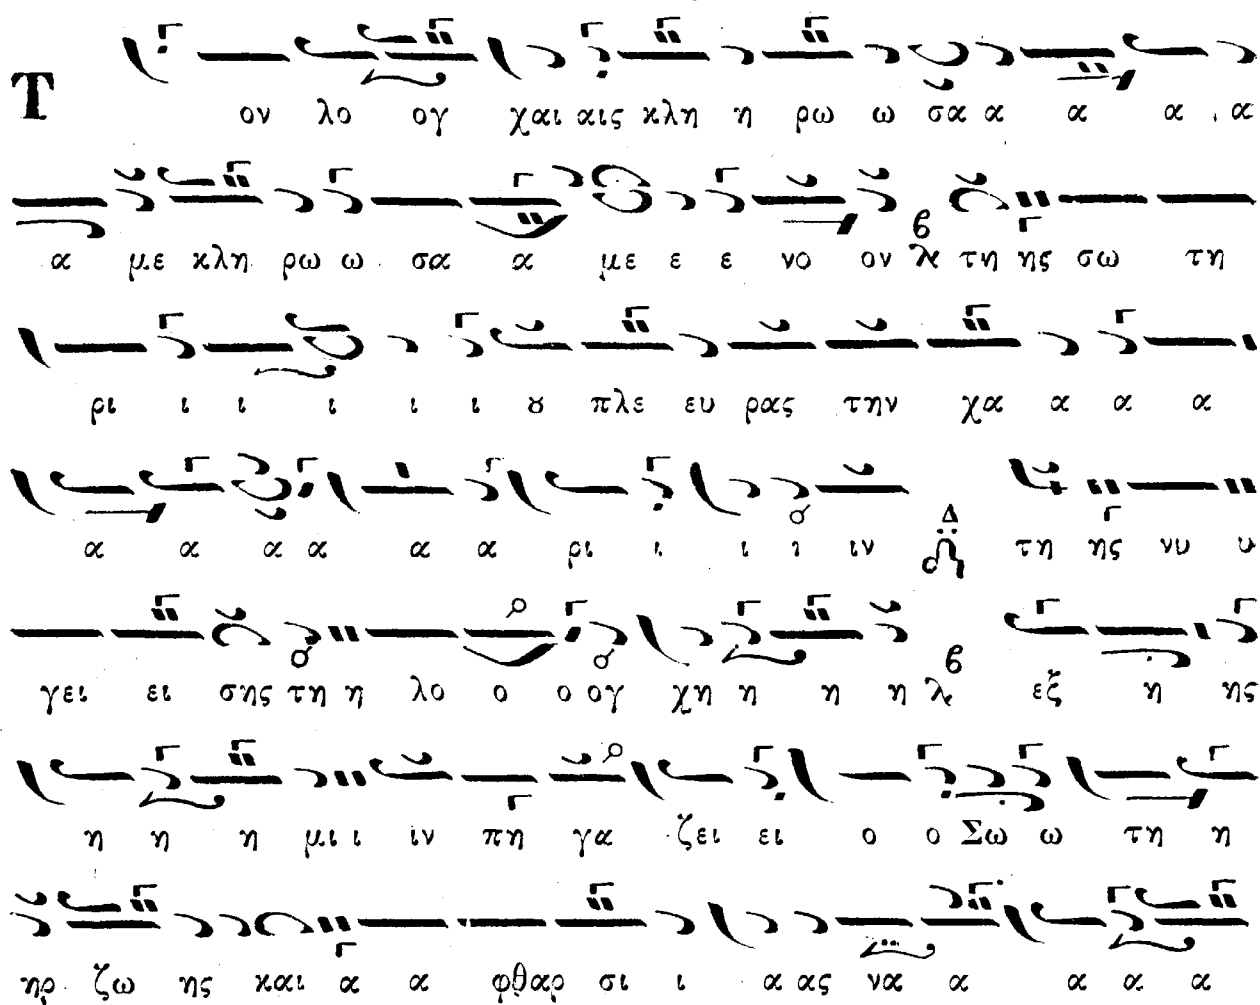 Τ ον λο ογ χαι αις κλη η ρω ω σα α α α α
α με κλη ρω ω σα α με ε ε νο ον τη ης σω τη
ρι ι ι ι ι ι ȣ πλε ευ ρας την χα α α α
α α α α α α ρι ι ι ι ιν Δ τη ης νυ υ
γει ει σης τη η λο ο ο ογ χη η η η εξ η ης
η η η μι ι ιν πη γα ζει ει ο ο Σω ω τη η
ηρ ζω ης και α α φθαρ σι ι α ας να α α α α